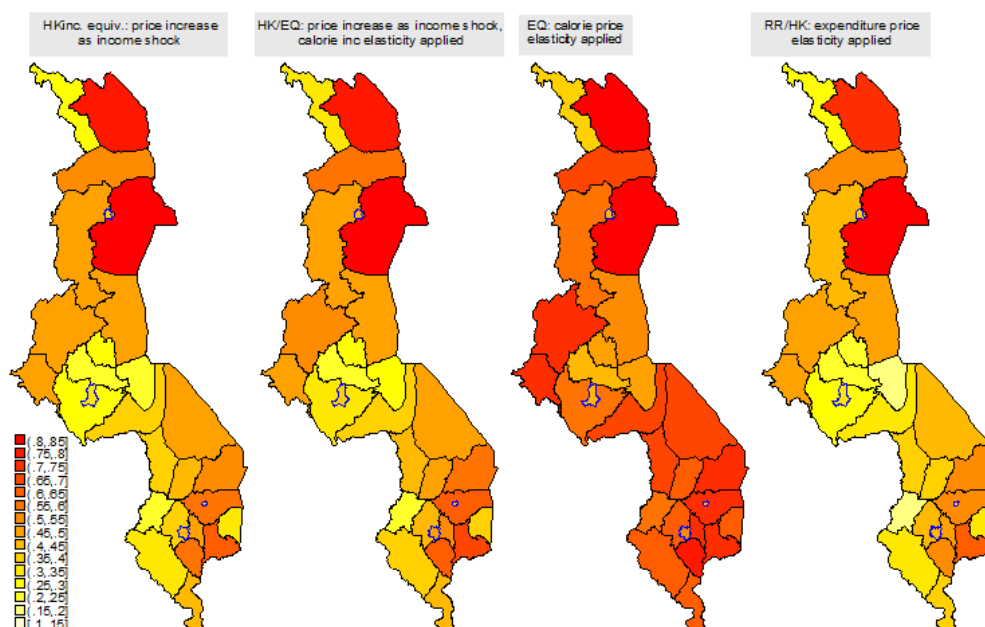 HKinc. equiv.: price increase
as income shock
HK/EQ: price increase as income shock,
calorie inc elasticity applied
EQ: calorie price
elasticity applied
RR/HK: expenditure price
elasticity applied
(.8,.85]
(.75,.8]
(.7,.75]
(.65,.7]
(.6,.65]
(.55,.6]
(.5,.55]
(.45,.5]
(.4,.45]
(.35,.4]
(.3,.35]
(.25,.3]
(.2,.25]
(.15,.2]
(.1,.15]